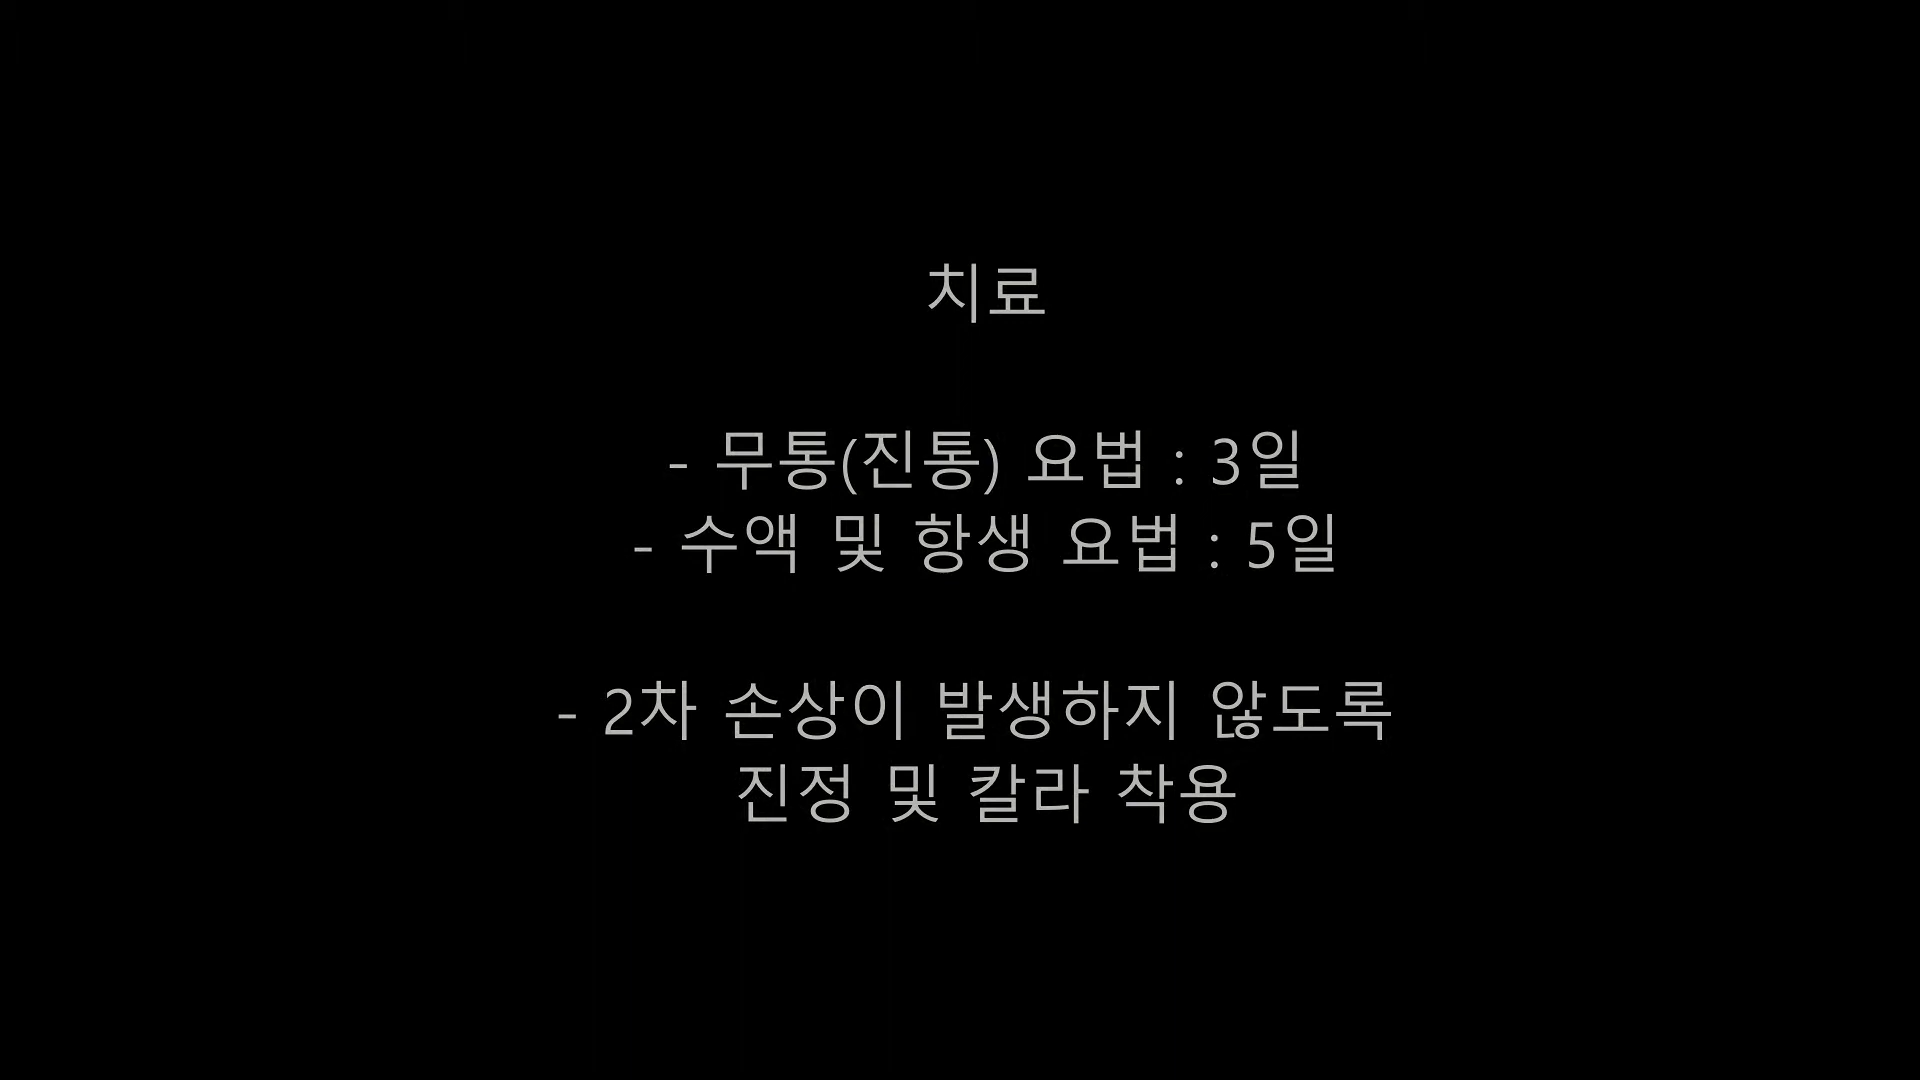 치료
- 무통(진통) 요법 : 3일
- 수액 및 항생 요법 : 5일
- 2차 손상이 발생하지 않도록
진정 및 칼라 착용